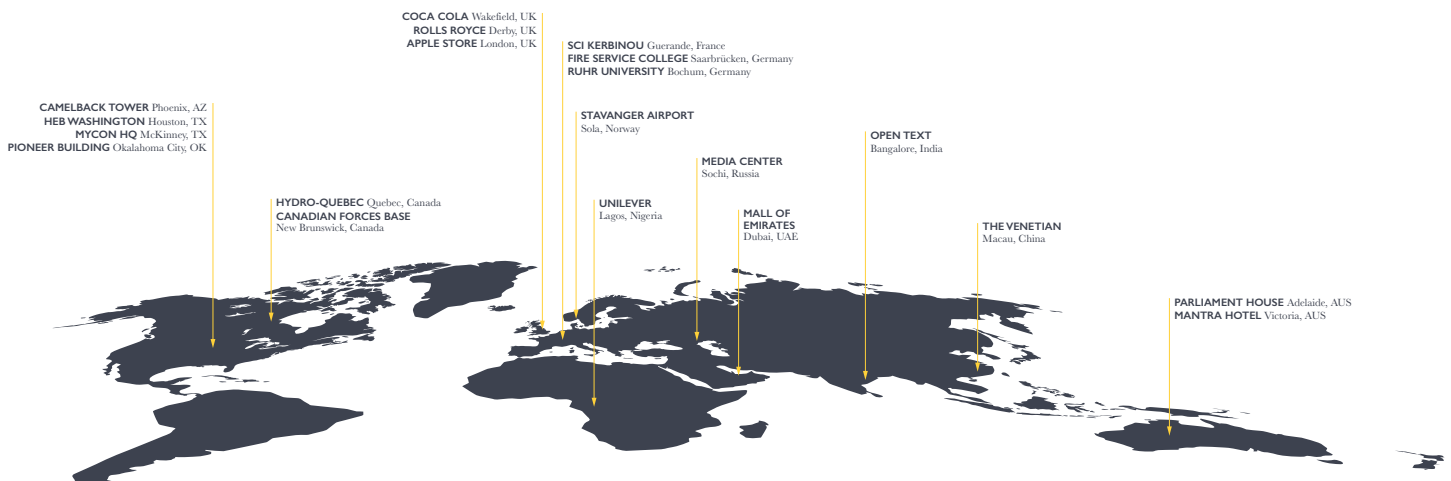 COCA COLA Wakefield, UK
ROLLS ROYCE Derby, UK
APPLE STORE London, UK
SCI KERBINOU Guerande, France
FIRE SERVICE COLLEGE Saarbrücken, Germany
RUHR UNIVERSITY Bochum, Germany
CAMELBACK TOWER Phoenix, AZ
HEB WASHINGTON Houston, TX
MYCON HQ McKinney, TX
PIONEER BUILDING Okalahoma City, OK
STAVANGER AIRPORT
Sola, Norway
OPEN TEXT
Bangalore, India
MEDIA CENTER
Sochi, Russia
HYDRO-QUEBEC Quebec, Canada
CANADIAN FORCES BASE
New Brunswick, Canada
UNILEVER
Lagos, Nigeria
MALL OF
EMIRATES
Dubai, UAE
THE VENETIAN
Macau, China
PARLIAMENT HOUSE Adelaide, AUS
MANTRA HOTEL Victoria, AUS